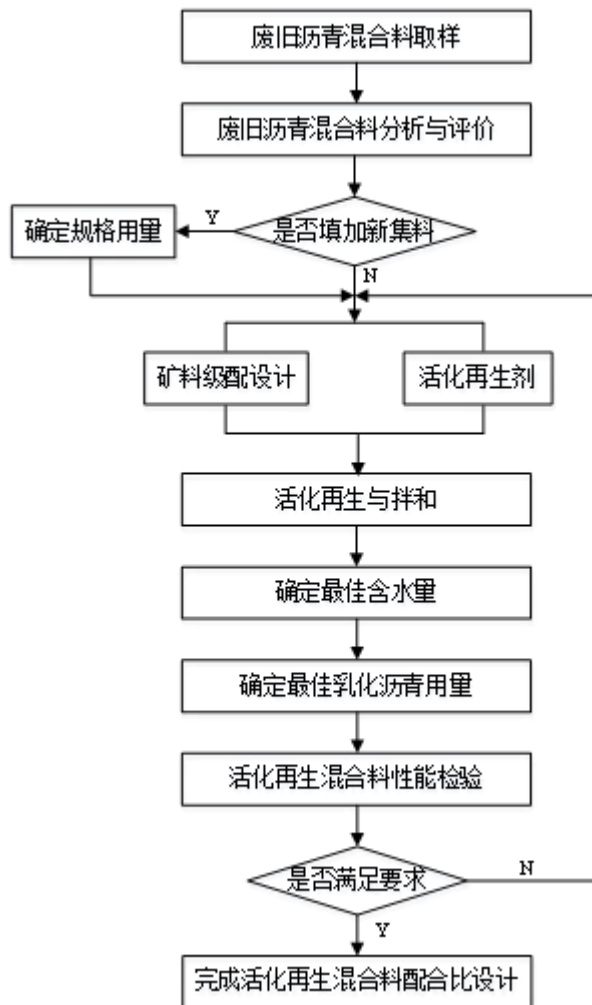 废旧沥青混合料取样
废旧沥青混合料分析与评价
Y
确定规格用量
是否填加新集料
N
矿料级配设计
活化再生剂
活化再生与拌和
确定最佳含水量
确定最佳乳化沥青用量
活化再生混合料性能检验
是否满足要求
N
Y
完成活化再生混合料配合比设计